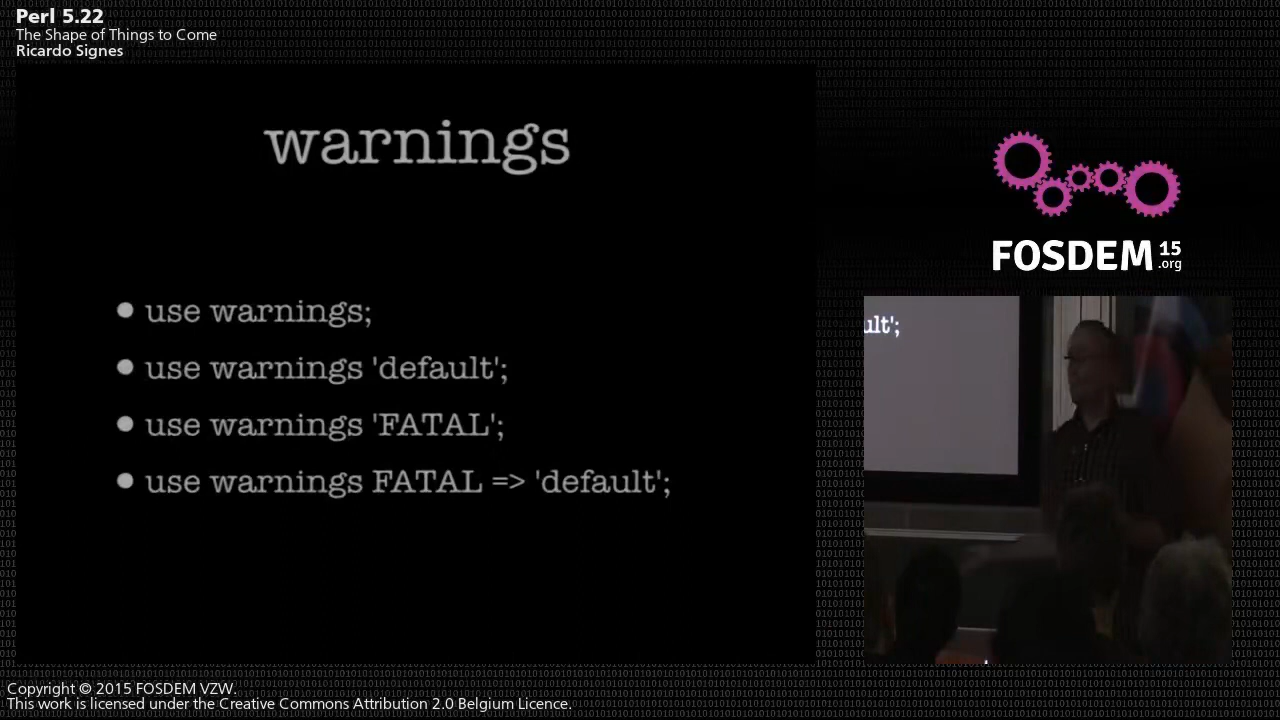 Perl 5.22
The Shape of Things to Come
Ricardo Signes
warnings
• use warnings;
• use warnings 'default';
• use warnings 'FATAL';
• use warnings FATAL => 'default';
FOSDEM 15
.org
ult';
Copyright © 2015 FOSDEM VZW.
This work is licensed under the Creative Commons Attribution 2.0 Belgium Licence.